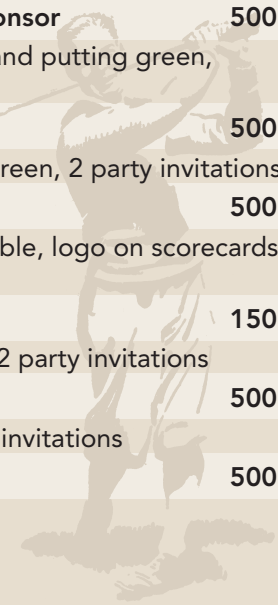 onsor 500
and putting green,
500
reen, 2 party invitations
500
ble, logo on scorecards
150
2 party invitations
500
invitations
500